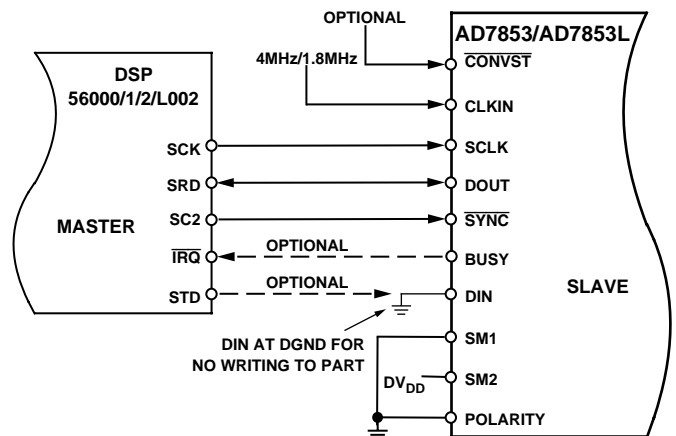 OPTIONAL
AD7853/AD7853L
4MHz/1.8MHz
CONVST
DSP
56000/1/2/L002
CLKIN
SCK
SCLK
SRD
DOUT
MASTER
SC2
SYNC
IRQ
OPTIONAL
BUSY
SLAVE
STD
OPTIONAL
DIN
DIN AT DGND FOR
NO WRITING TO PART
SM1
DVDD
SM2
POLARITY